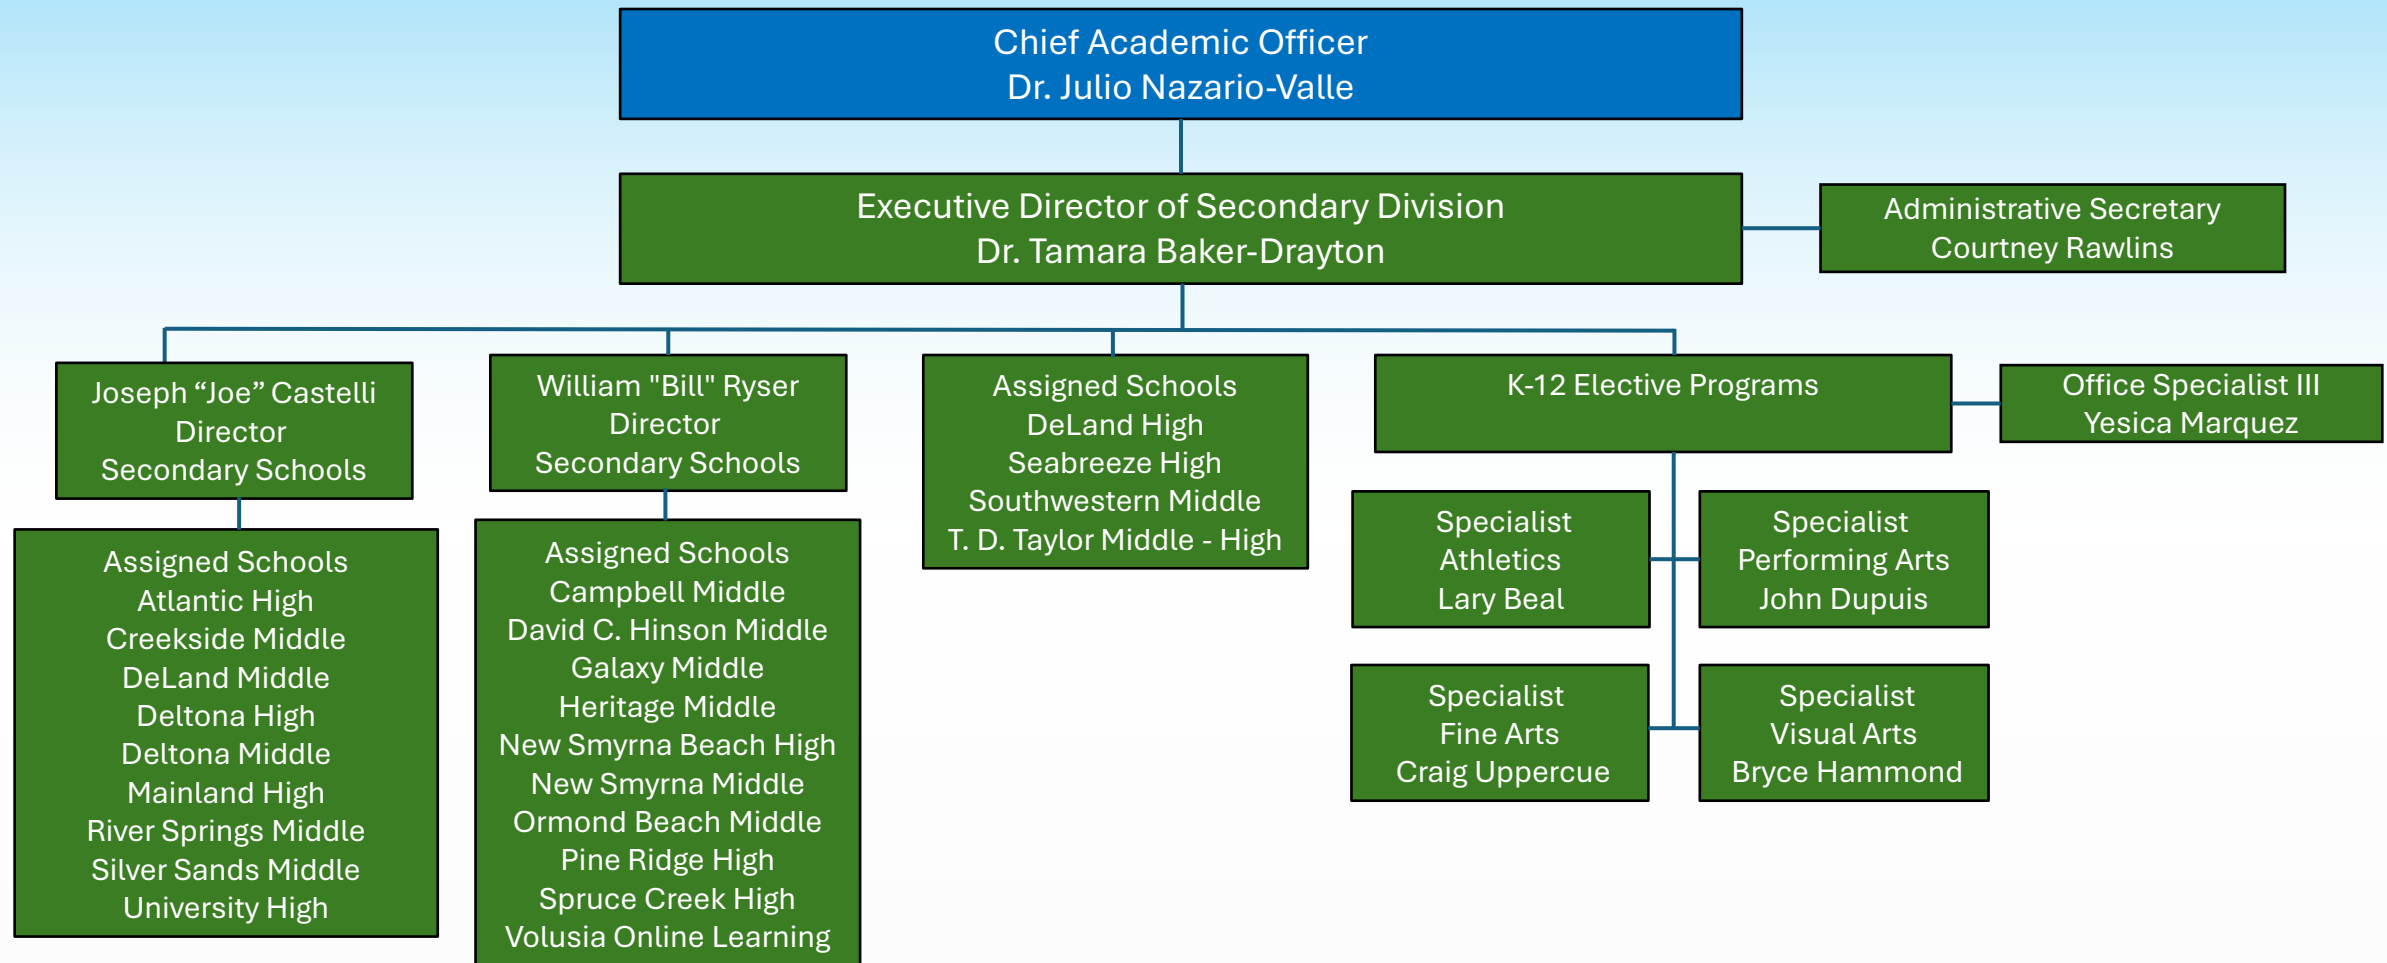 Chief Academic Officer
Dr. Julio Nazario-Valle
Executive Director of Secondary Division
Dr. Tamara Baker-Drayton
Administrative Secretary
Courtney Rawlins
Joseph “Joe” Castelli
Director
Secondary Schools
Assigned Schools
Atlantic High
Creekside Middle
DeLand Middle
Deltona High
Deltona Middle
Mainland High
River Springs Middle
Silver Sands Middle
University High
William "Bill" Ryser
Director
Secondary Schools
Assigned Schools
Campbell Middle
David C. Hinson Middle
Galaxy Middle
Heritage Middle
New Smyrna Beach High
New Smyrna Middle
Ormond Beach Middle
Pine Ridge High
Spruce Creek High
Volusia Online Learning
Assigned Schools
DeLand High
Seabreeze High
Southwestern Middle
T. D. Taylor Middle - High
K-12 Elective Programs
Office Specialist III
Yesica Marquez
Specialist
Athletics
Lary Beal
Specialist
Performing Arts
John Dupuis
Specialist
Fine Arts
Craig Uppercue
Specialist
Visual Arts
Bryce Hammond